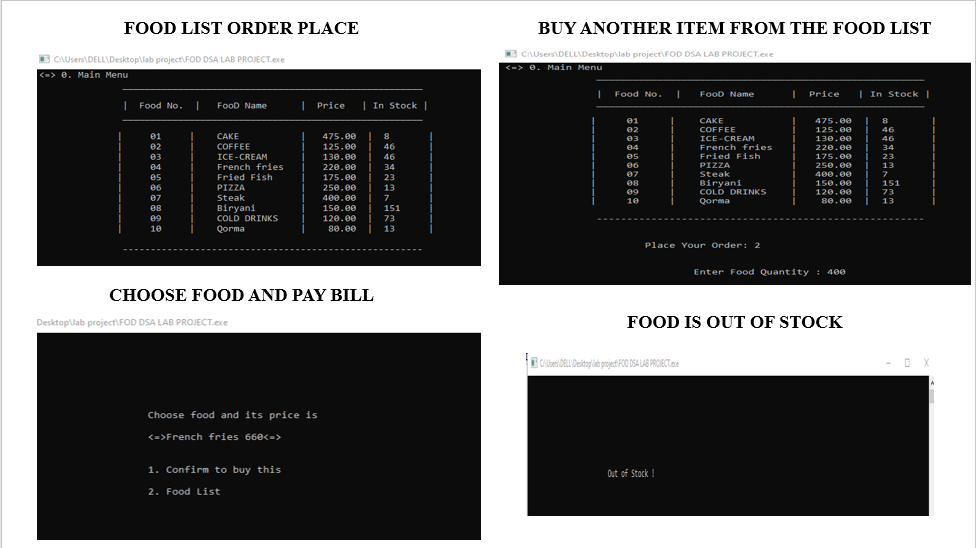 FOOD LIST ORDER PLACE
C:\Users\DELL\Desktop\lab project\FOD DSA LAB PROJECT.exe
<=> 0. Main Menu
| Food No. | FooD Name | Price | In Stock |
| 01 | CAKE | 475.00 | 8 |
| 02 | COFFEE | 125.00 | 46 |
| 03 | ICE-CREAM | 130.00 | 46 |
| 04 | French fries | 220.00 | 34 |
| 05 | Fried Fish | 175.00 | 23 |
| 06 | PIZZA | 250.00 | 13 |
| 07 | Steak | 400.00 | 7 |
| 08 | Biryani | 150.00 | 151 |
| 09 | COLD DRINKS | 120.00 | 73 |
| 10 | Qorma | 80.00 | 13 |
BUY ANOTHER ITEM FROM THE FOOD LIST
C:\Users\DELL\Desktop\lab project\FOD DSA LAB PROJECT.exe
<=> 0. Main Menu
| Food No. | FooD Name | Price | In Stock |
| 01 | CAKE | 475.00 | 8 |
| 02 | COFFEE | 125.00 | 46 |
| 03 | ICE-CREAM | 130.00 | 46 |
| 04 | French fries | 220.00 | 34 |
| 05 | Fried Fish | 175.00 | 23 |
| 06 | PIZZA | 250.00 | 13 |
| 07 | Steak | 400.00 | 7 |
| 08 | Biryani | 150.00 | 151 |
| 09 | COLD DRINKS | 120.00 | 73 |
| 10 | Qorma | 80.00 | 13 |
Place Your Order: 2
Enter Food Quantity : 400
CHOOSE FOOD AND PAY BILL
Desktop\lab project\FOD DSA LAB PROJECT.exe
Choose food and its price is
<=>French fries 660<=>
1. Confirm to buy this
2. Food List
FOOD IS OUT OF STOCK
C:\Users\DELL\Desktop\lab project\FOD DSA LAB PROJECT.exe
Out of Stock !